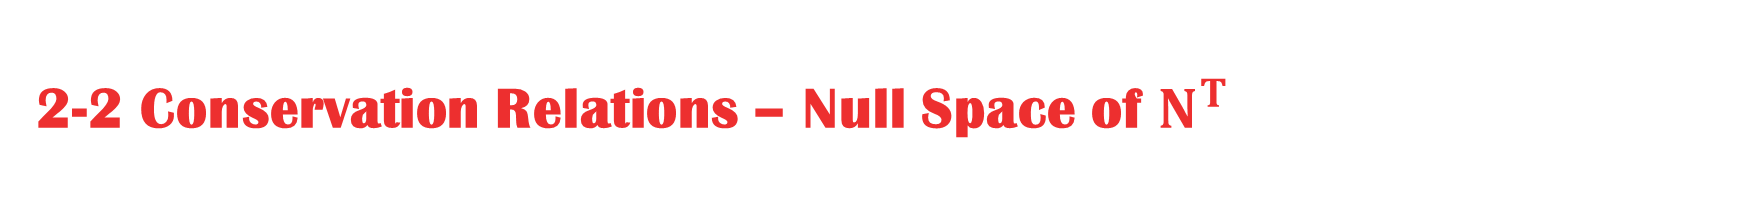 2-2 Conservation Relations – Null Space of Nᵀ